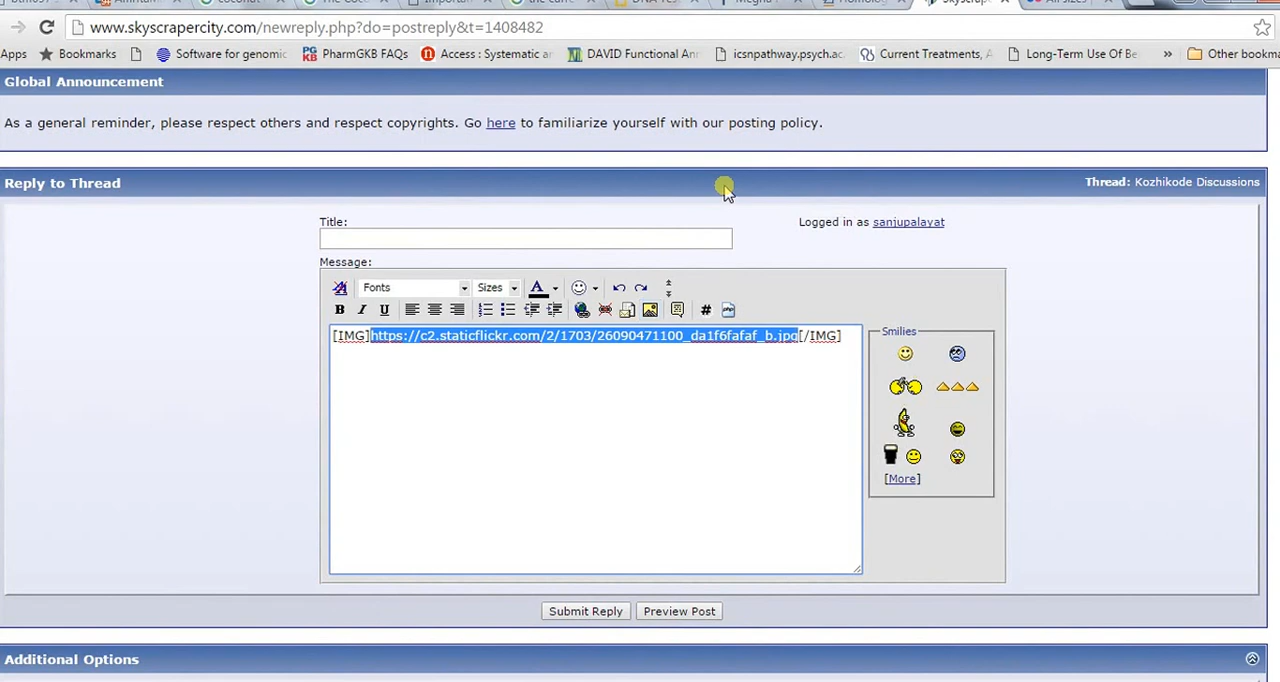 www.skyscrapercity.com/newreply.php?do=postreply&t=1408482
Apps Bookmarks Software for genomic PharmGKB FAQs Access : Systematic ar DAVID Functional Ann icsnpathway.psych.ac. Current Treatments, A Long-Term Use Of Be » Other bookma
Global Announcement
As a general reminder, please respect others and respect copyrights. Go here to familiarize yourself with our posting policy.
Reply to Thread
Thread: Kozhikode Discussions
Title:
Logged in as sanjupalayat
Message:
Fonts Sizes A
B I U # php
[IMG]https://c2.staticflickr.com/2/1703/26090471100_da1f6fafaf_b.jpg[/IMG]
Smilies
[More]
Submit Reply Preview Post
Additional Options